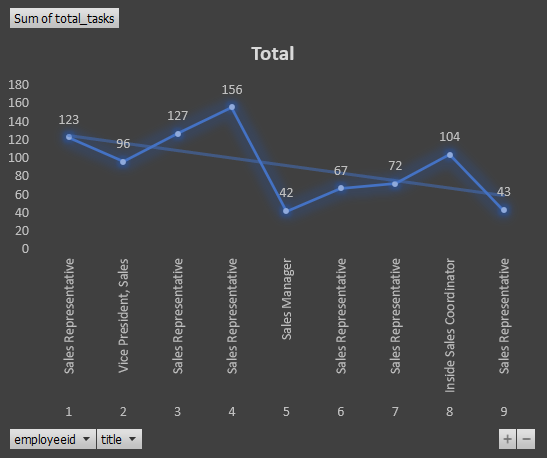 Sum of total_tasks
Total
180
160
140
120
100
80
60
40
20
0
123
96
127
156
42
67
72
104
43
Sales Representative
Vice President, Sales
Sales Representative
Sales Representative
Sales Manager
Sales Representative
Sales Representative
Inside Sales Coordinator
Sales Representative
1 2 3 4 5 6 7 8 9
employeeid title + −